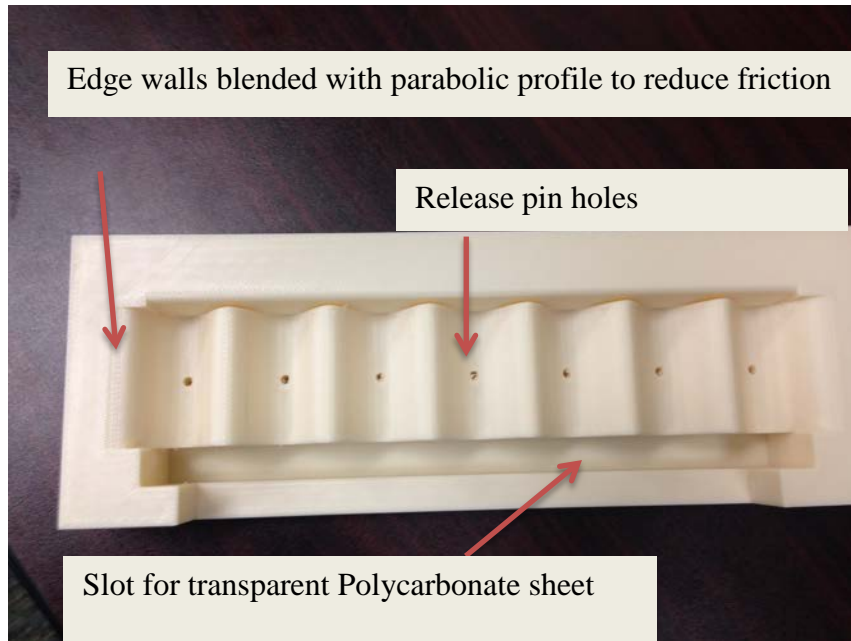 Edge walls blended with parabolic profile to reduce friction
Release pin holes
Slot for transparent Polycarbonate sheet